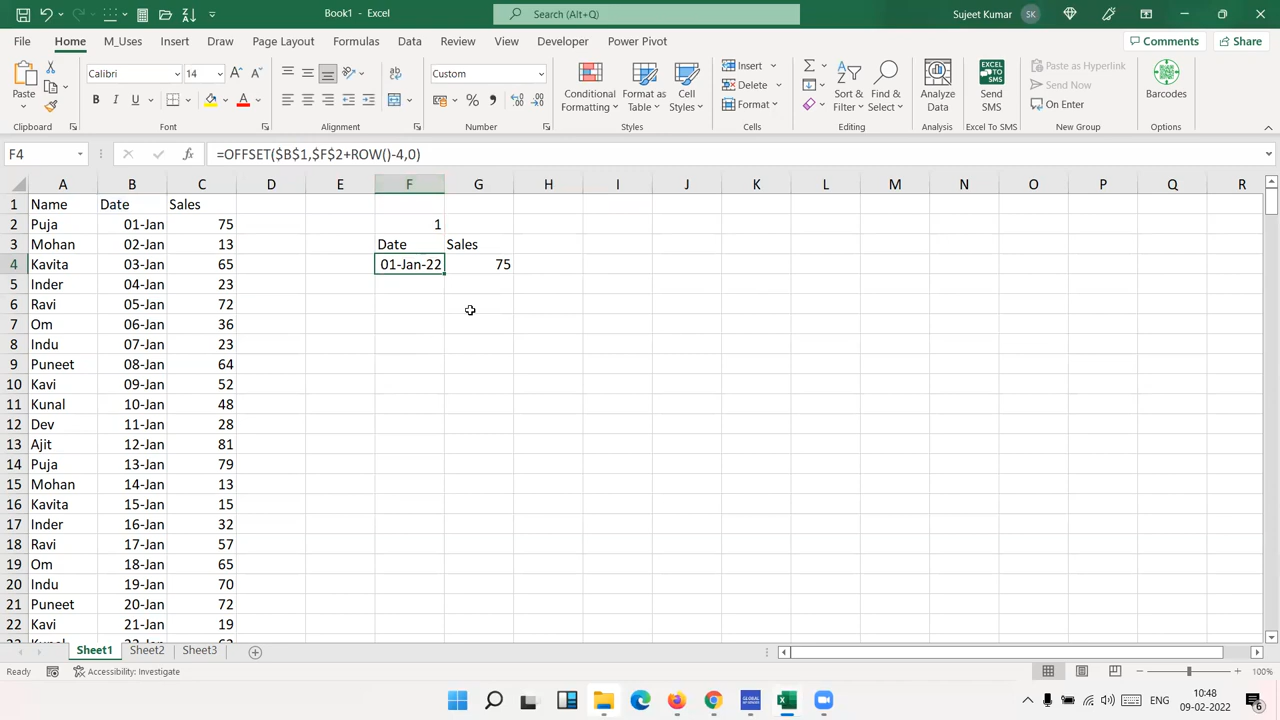 Book1 - Excel
Search (Alt+Q)
Sujeet Kumar
File Home M_Uses Insert Draw Page Layout Formulas Data Review View Developer Power Pivot Comments Share
Paste
Clipboard
Calibri 14
B I U
Font
Alignment
Custom
Number
Conditional Formatting
Format as Table
Cell Styles
Styles
Insert
Delete
Format
Cells
Sort & Filter
Find & Select
Editing
Analyze Data
Analysis
Send SMS
Excel To SMS
Paste as Hyperlink
Send Now
On Enter
New Group
Barcodes
Options
F4 =OFFSET($B$1,$F$2+ROW()-4,0)
A B C D E F G H I J K L M N O P Q R
1 Name Date Sales
2 Puja 01-Jan 75 1
3 Mohan 02-Jan 13 Date Sales
4 Kavita 03-Jan 65 01-Jan-22 75
5 Inder 04-Jan 23
6 Ravi 05-Jan 72
7 Om 06-Jan 36
8 Indu 07-Jan 23
9 Puneet 08-Jan 64
10 Kavi 09-Jan 52
11 Kunal 10-Jan 48
12 Dev 11-Jan 28
13 Ajit 12-Jan 81
14 Puja 13-Jan 79
15 Mohan 14-Jan 13
16 Kavita 15-Jan 15
17 Inder 16-Jan 32
18 Ravi 17-Jan 57
19 Om 18-Jan 65
20 Indu 19-Jan 70
21 Puneet 20-Jan 72
22 Kavi 21-Jan 19
Sheet1 Sheet2 Sheet3
Ready Accessibility: Investigate 100%
ENG 10:48
09-02-2022